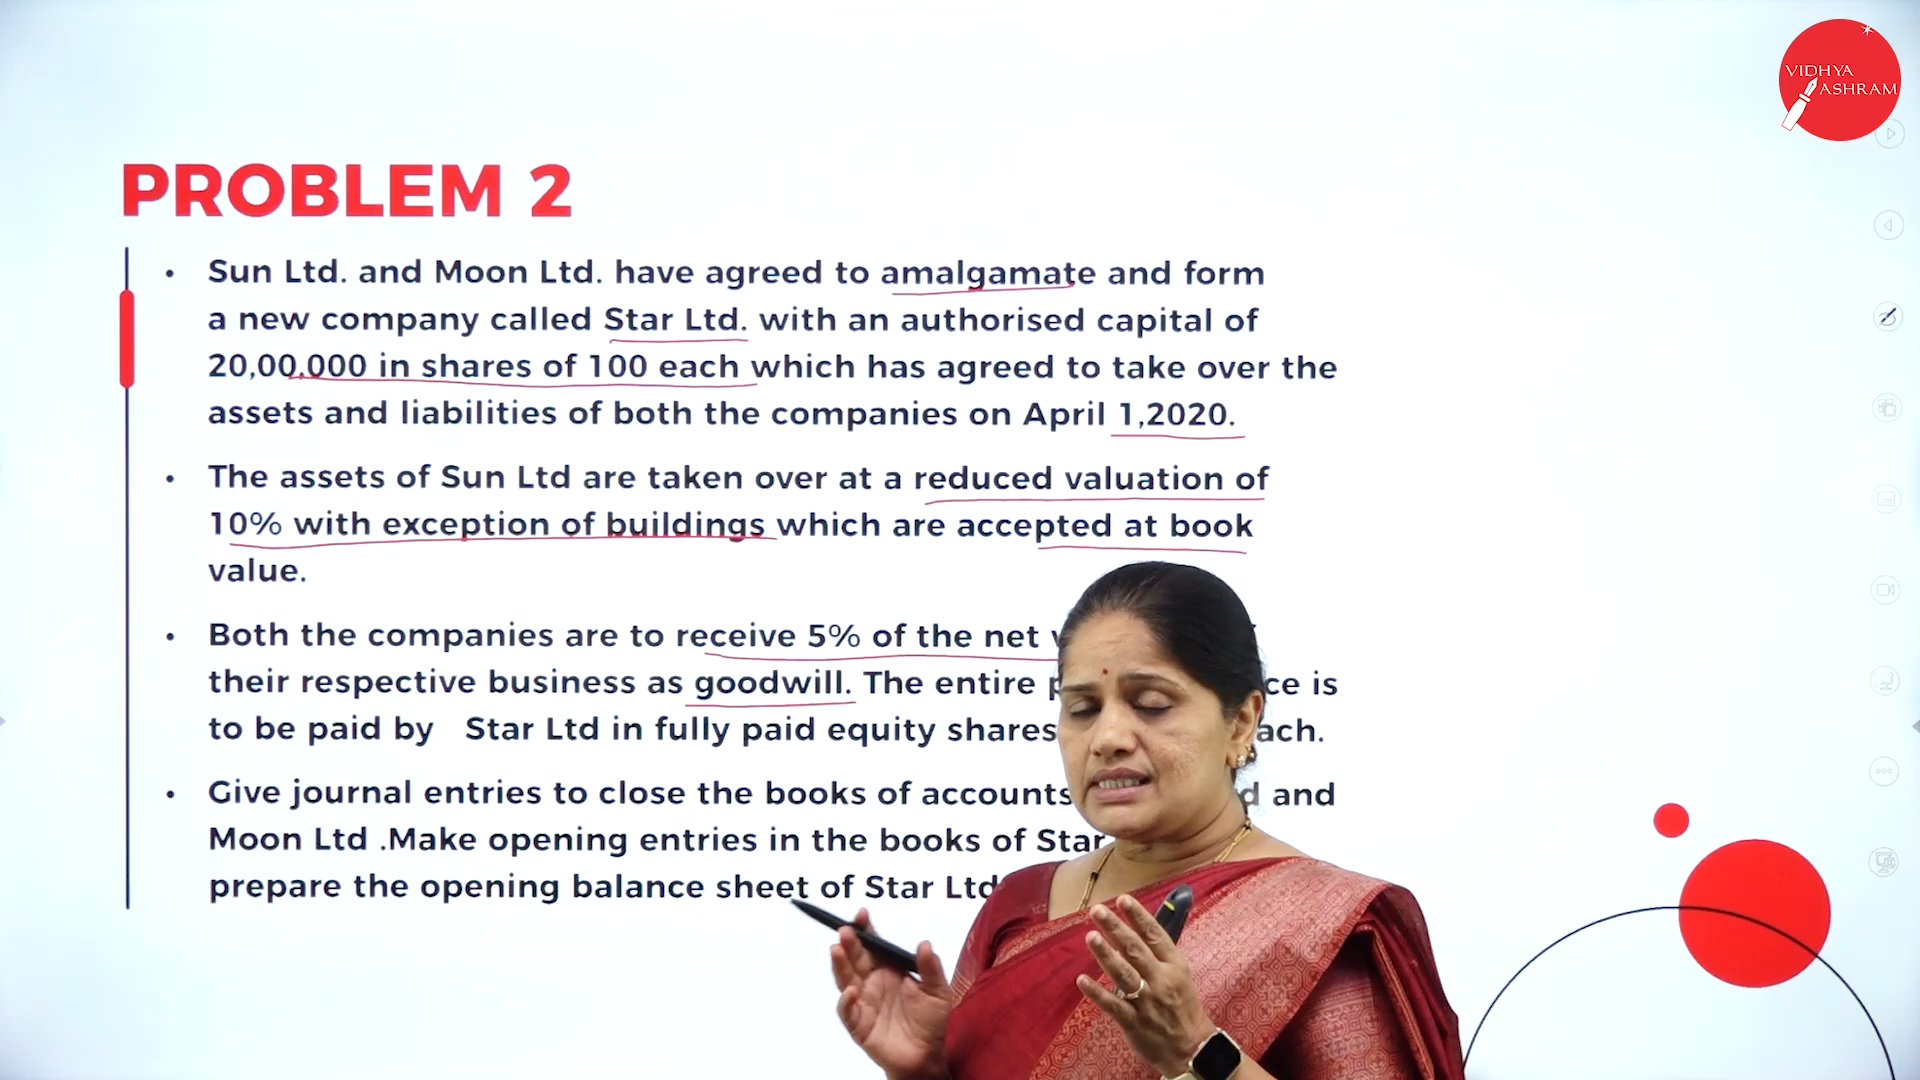 VIDHYA
ASHRAM
PROBLEM 2
• Sun Ltd. and Moon Ltd. have agreed to amalgamate and form
a new company called Star Ltd. with an authorised capital of
20,00,000 in shares of 100 each which has agreed to take over the
assets and liabilities of both the companies on April 1,2020.
• The assets of Sun Ltd are taken over at a reduced valuation of
10% with exception of buildings which are accepted at book
value.
• Both the companies are to receive 5% of the net
their respective business as goodwill. The entire is
to be paid by Star Ltd in fully paid equity shares
• Give journal entries to close the books of accounts and
Moon Ltd .Make opening entries in the books of Star
prepare the opening balance sheet of Star Ltd